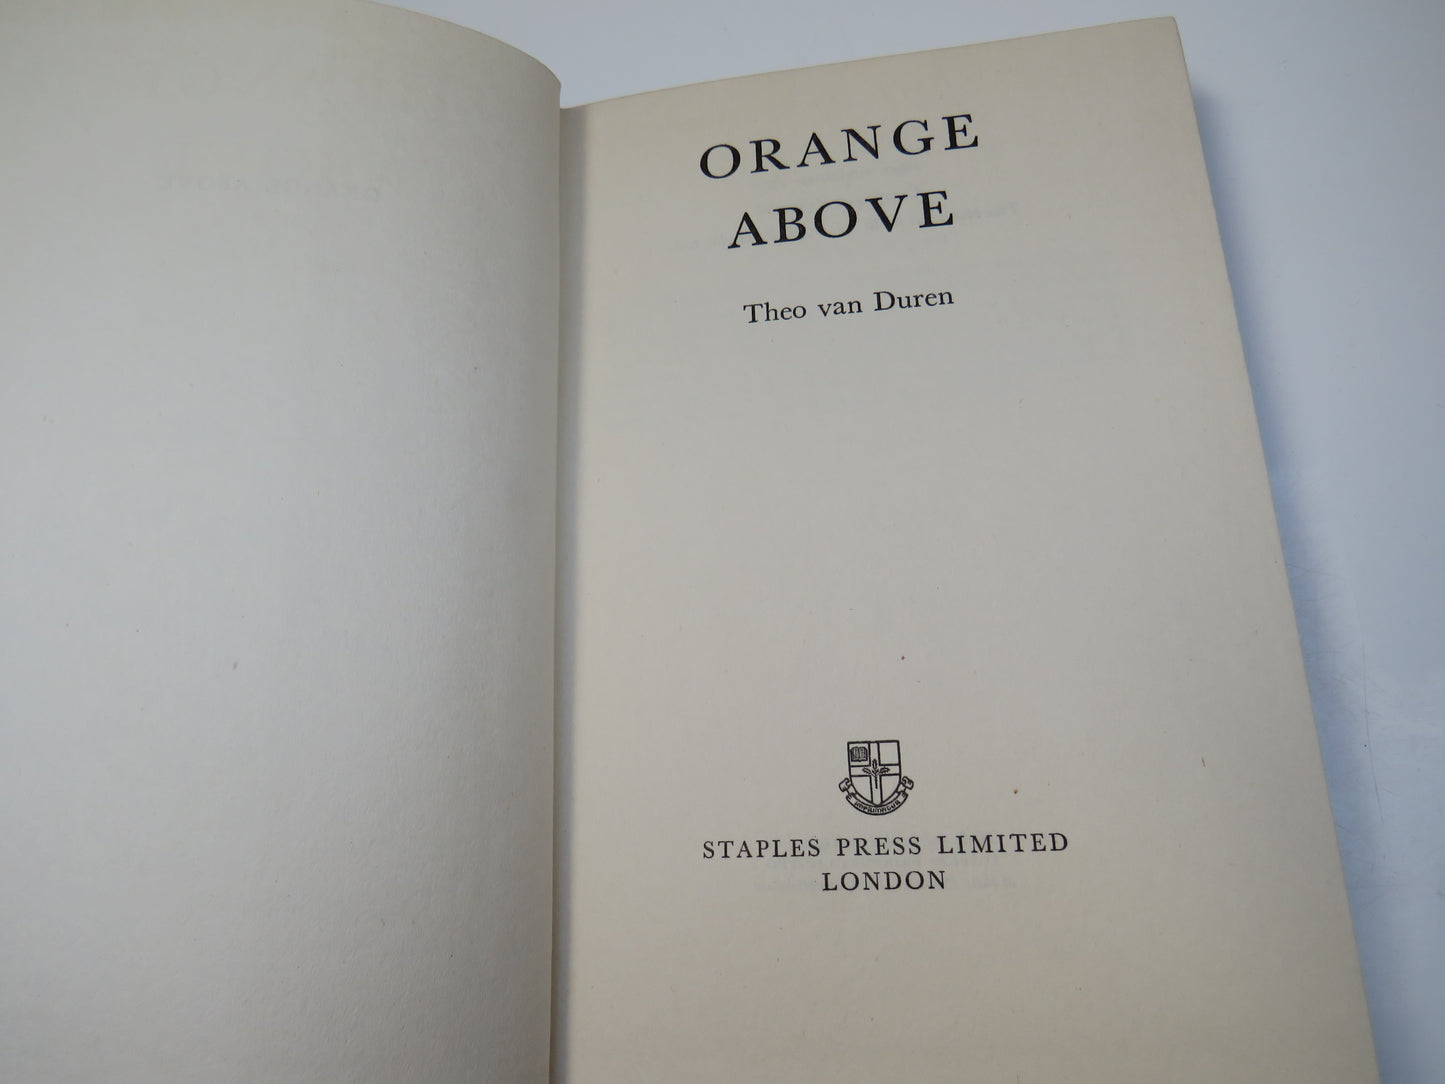 ORANGE
ABOVE
Theo van Duren
STAPLES PRESS LIMITED
LONDON